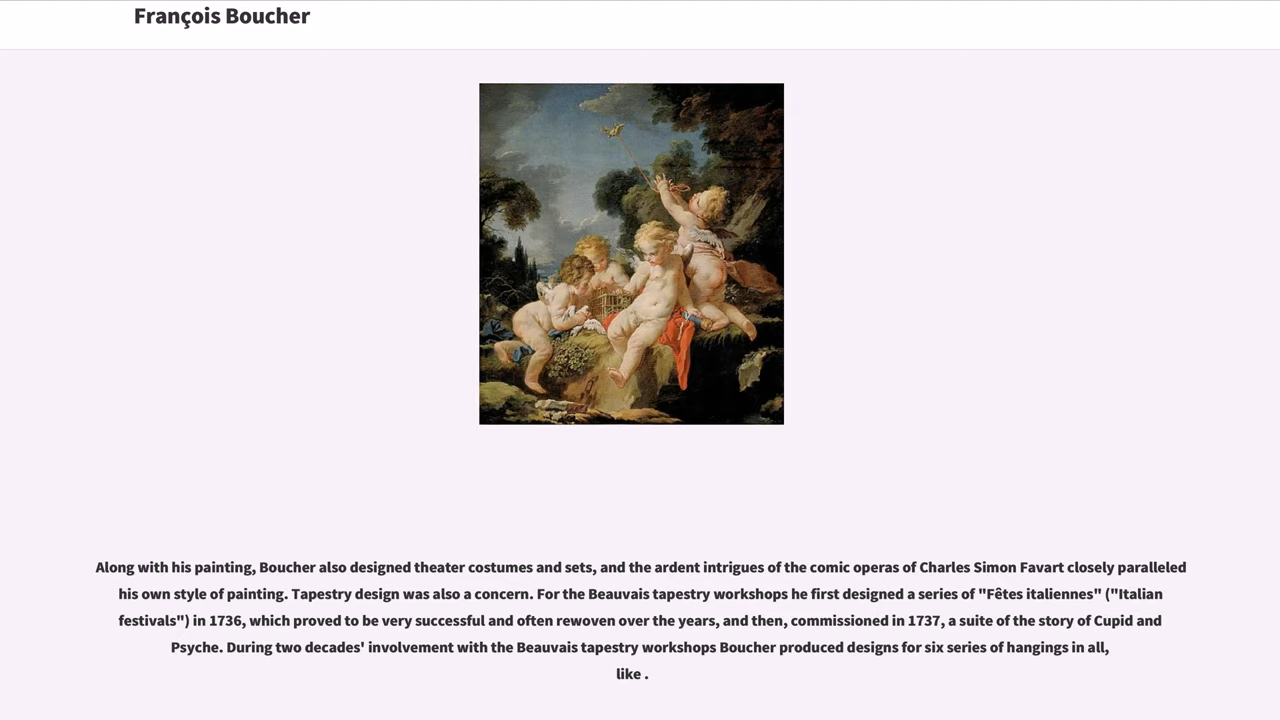 François Boucher
Along with his painting, Boucher also designed theater costumes and sets, and the ardent intrigues of the comic operas of Charles Simon Favart closely paralleled
his own style of painting. Tapestry design was also a concern. For the Beauvais tapestry workshops he first designed a series of "Fêtes italiennes" ("Italian
festivals") in 1736, which proved to be very successful and often rewoven over the years, and then, commissioned in 1737, a suite of the story of Cupid and
Psyche. During two decades' involvement with the Beauvais tapestry workshops Boucher produced designs for six series of hangings in all,
like .